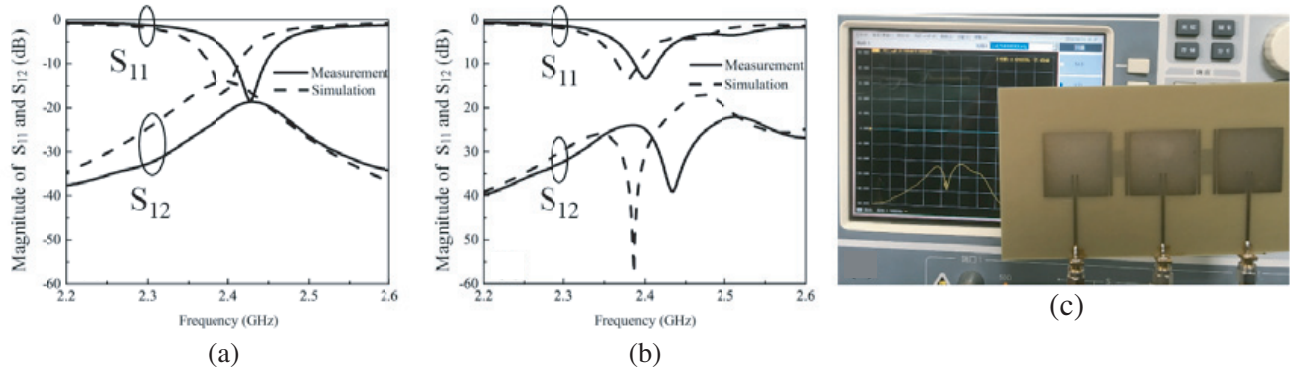 0
-10
-20
-30
-40
-50
-60
Magnitude of S₁₁ and S₁₂ (dB)
S₁₁
S₁₂
Measurement
Simulation
2.2 2.3 2.4 2.5 2.6
Frequency (GHz)
(a)
0
-10
-20
-30
-40
-50
-60
Magnitude of S₁₁ and S₁₂ (dB)
S₁₁
S₁₂
Measurement
Simulation
2.2 2.3 2.4 2.5 2.6
Frequency (GHz)
(b)
(c)